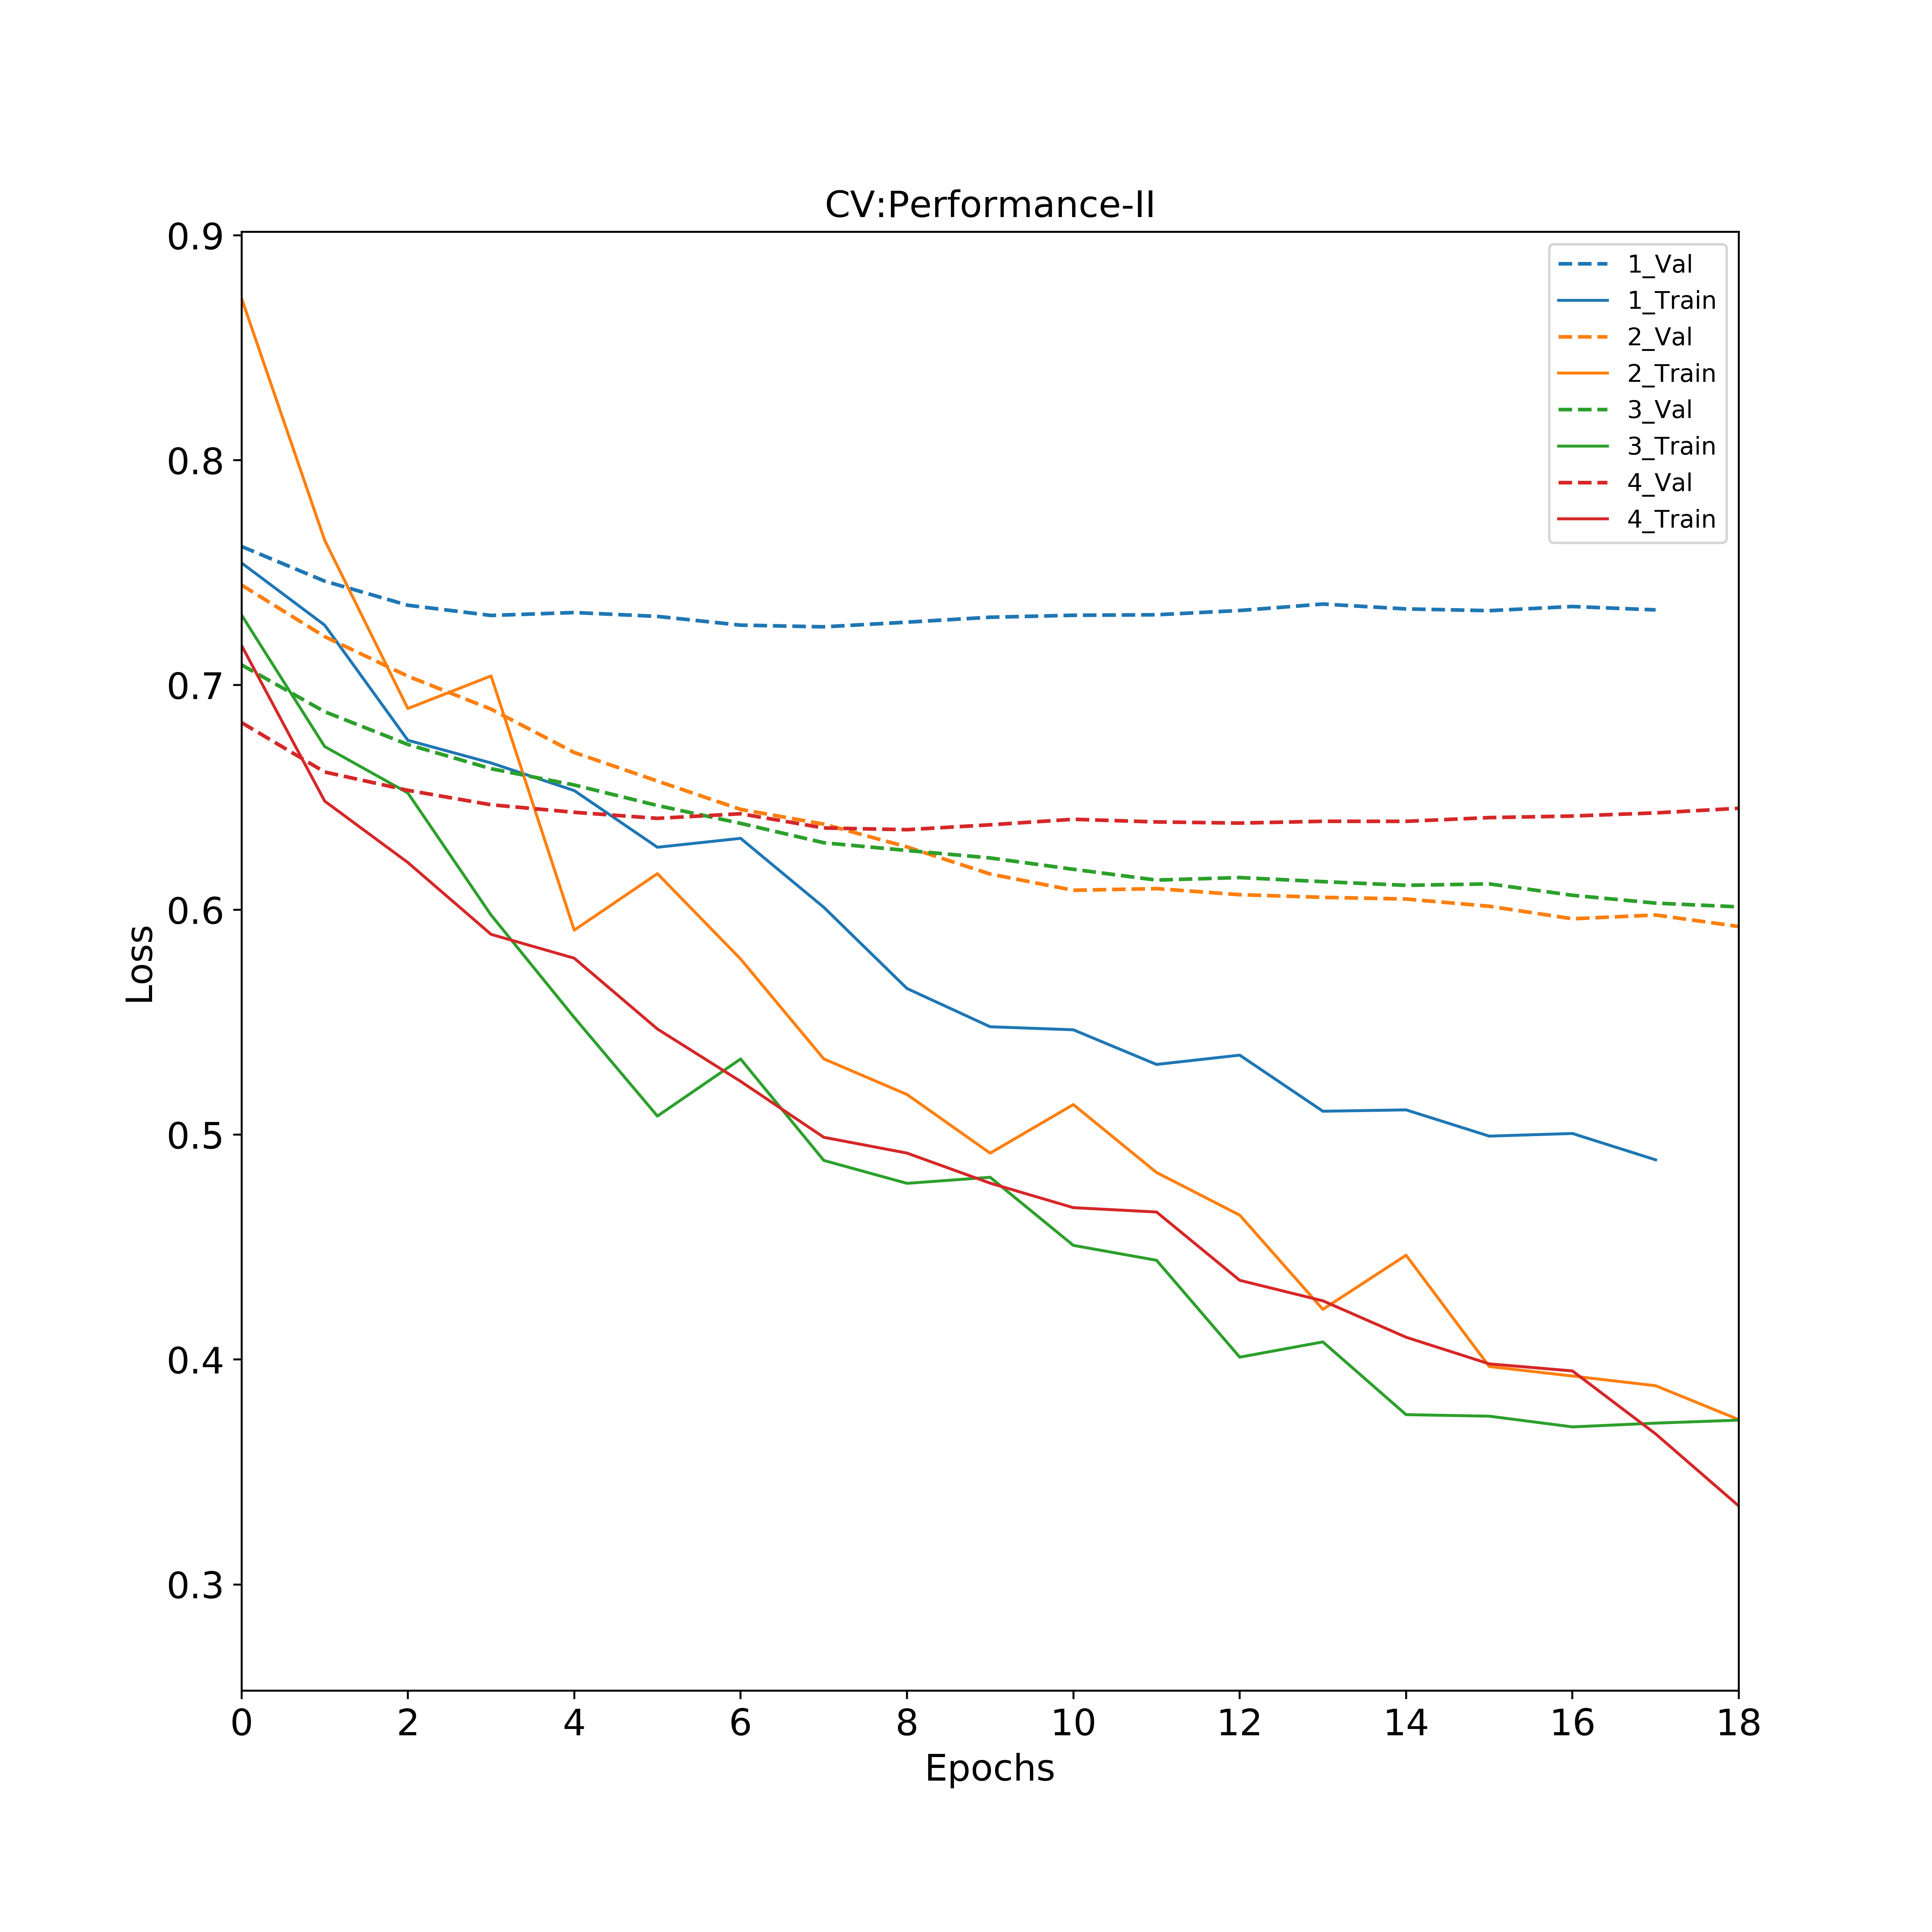 CV:Performance-II
0.9
0.8
0.7
0.6
0.5
0.4
0.3
Loss
1_Val
1_Train
2_Val
2_Train
3_Val
3_Train
4_Val
4_Train
0 2 4 6 8 10 12 14 16 18
Epochs